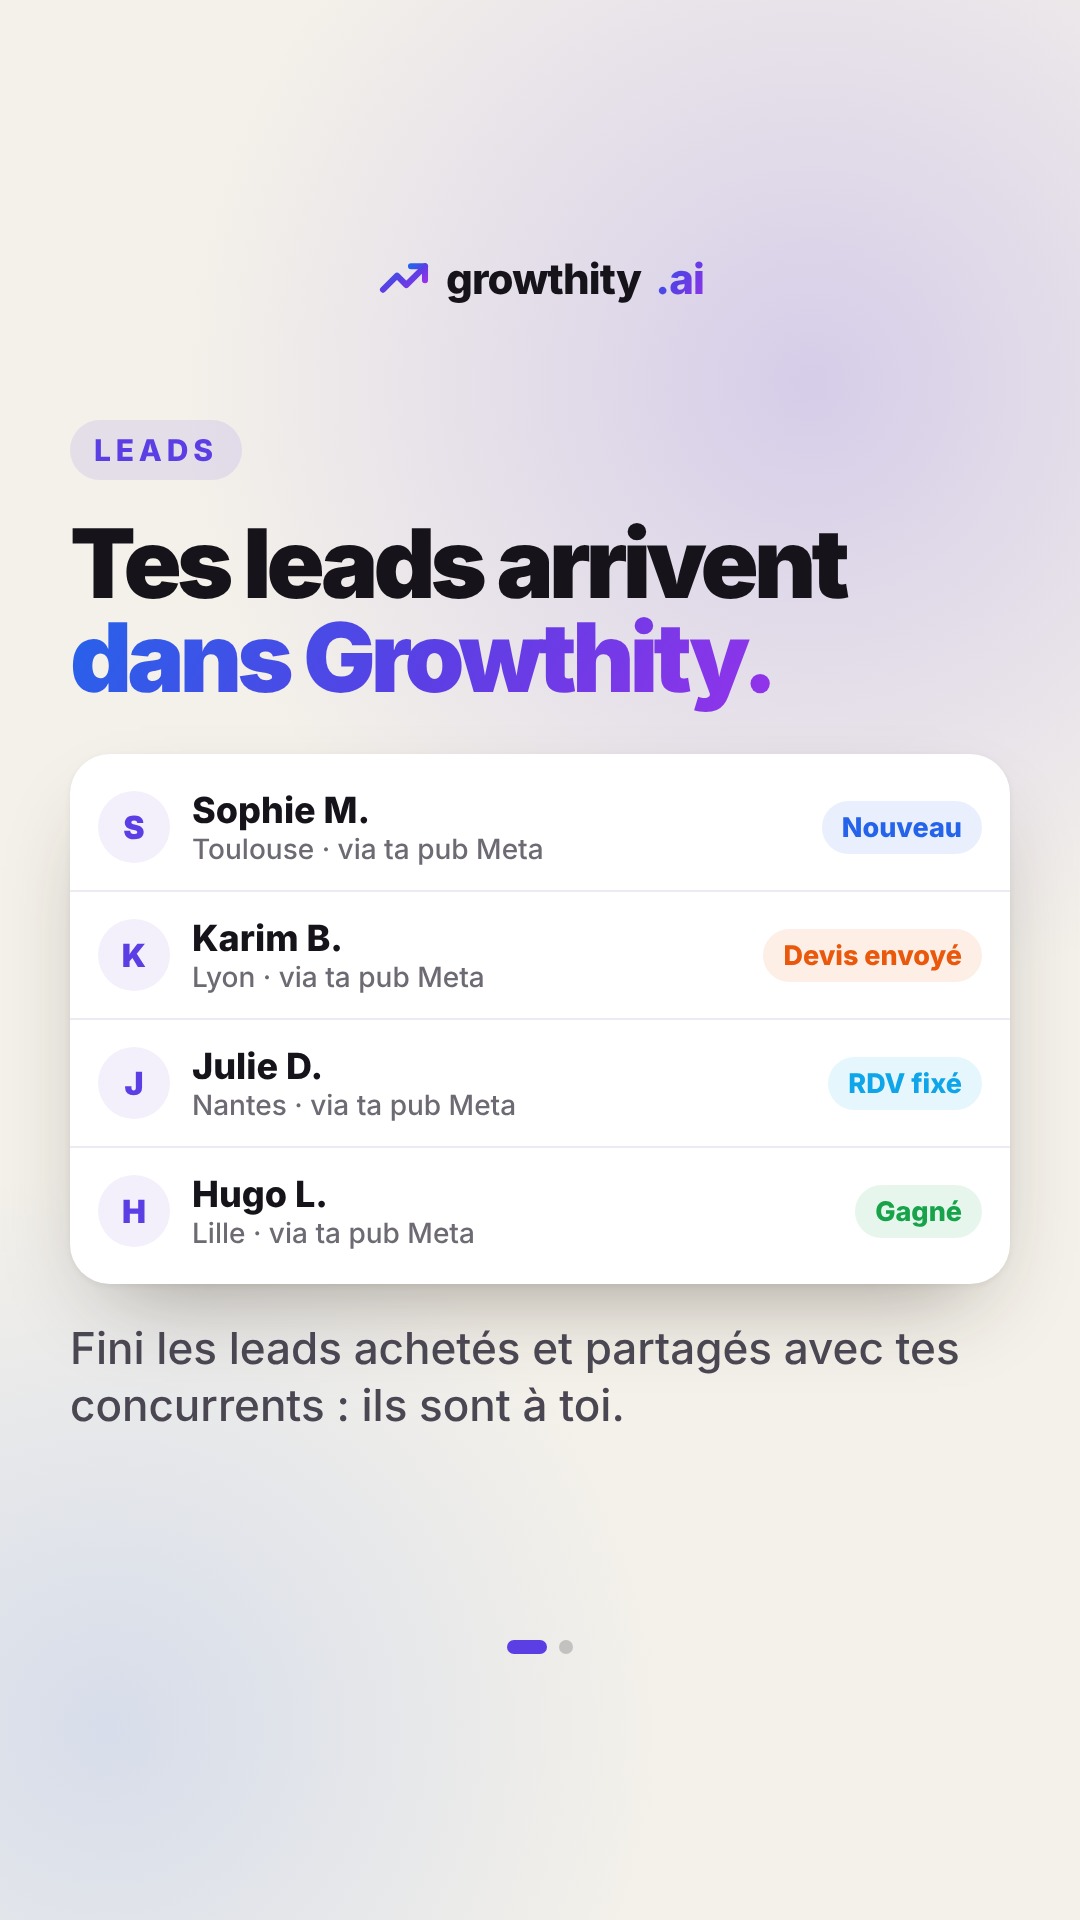 growthity .ai
LEADS
Tes leads arrivent
dans Growthity.
S
Sophie M.
Toulouse · via ta pub Meta
Nouveau
K
Karim B.
Lyon · via ta pub Meta
Devis envoyé
J
Julie D.
Nantes · via ta pub Meta
RDV fixé
H
Hugo L.
Lille · via ta pub Meta
Gagné
Fini les leads achetés et partagés avec tes
concurrents : ils sont à toi.